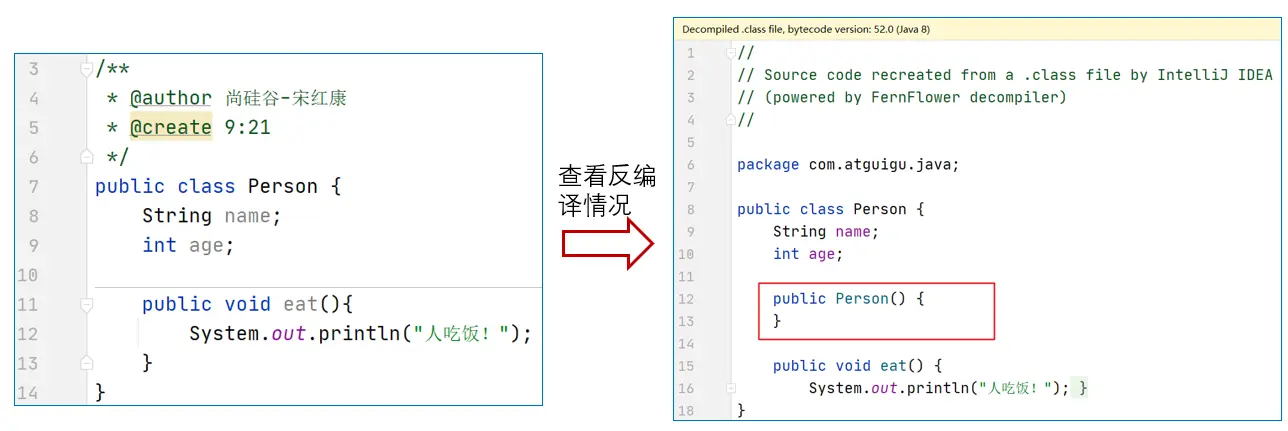 3 /**
4 * @author 尚硅谷-宋红康
5 * @create 9:21
6 */
7 public class Person {
8 String name;
9 int age;
10
11 public void eat(){
12 System.out.println("人吃饭！");
13 }
14 }
查看反编
译情况
Decompiled .class file, bytecode version: 52.0 (Java 8)
1 //
2 // Source code recreated from a .class file by IntelliJ IDEA
3 // (powered by FernFlower decompiler)
4 //
5
6 package com.atguigu.java;
7
8 public class Person {
9 String name;
10 int age;
11
12 public Person() {
13 }
14
15 public void eat() {
16 System.out.println("人吃饭！"); }
18 }